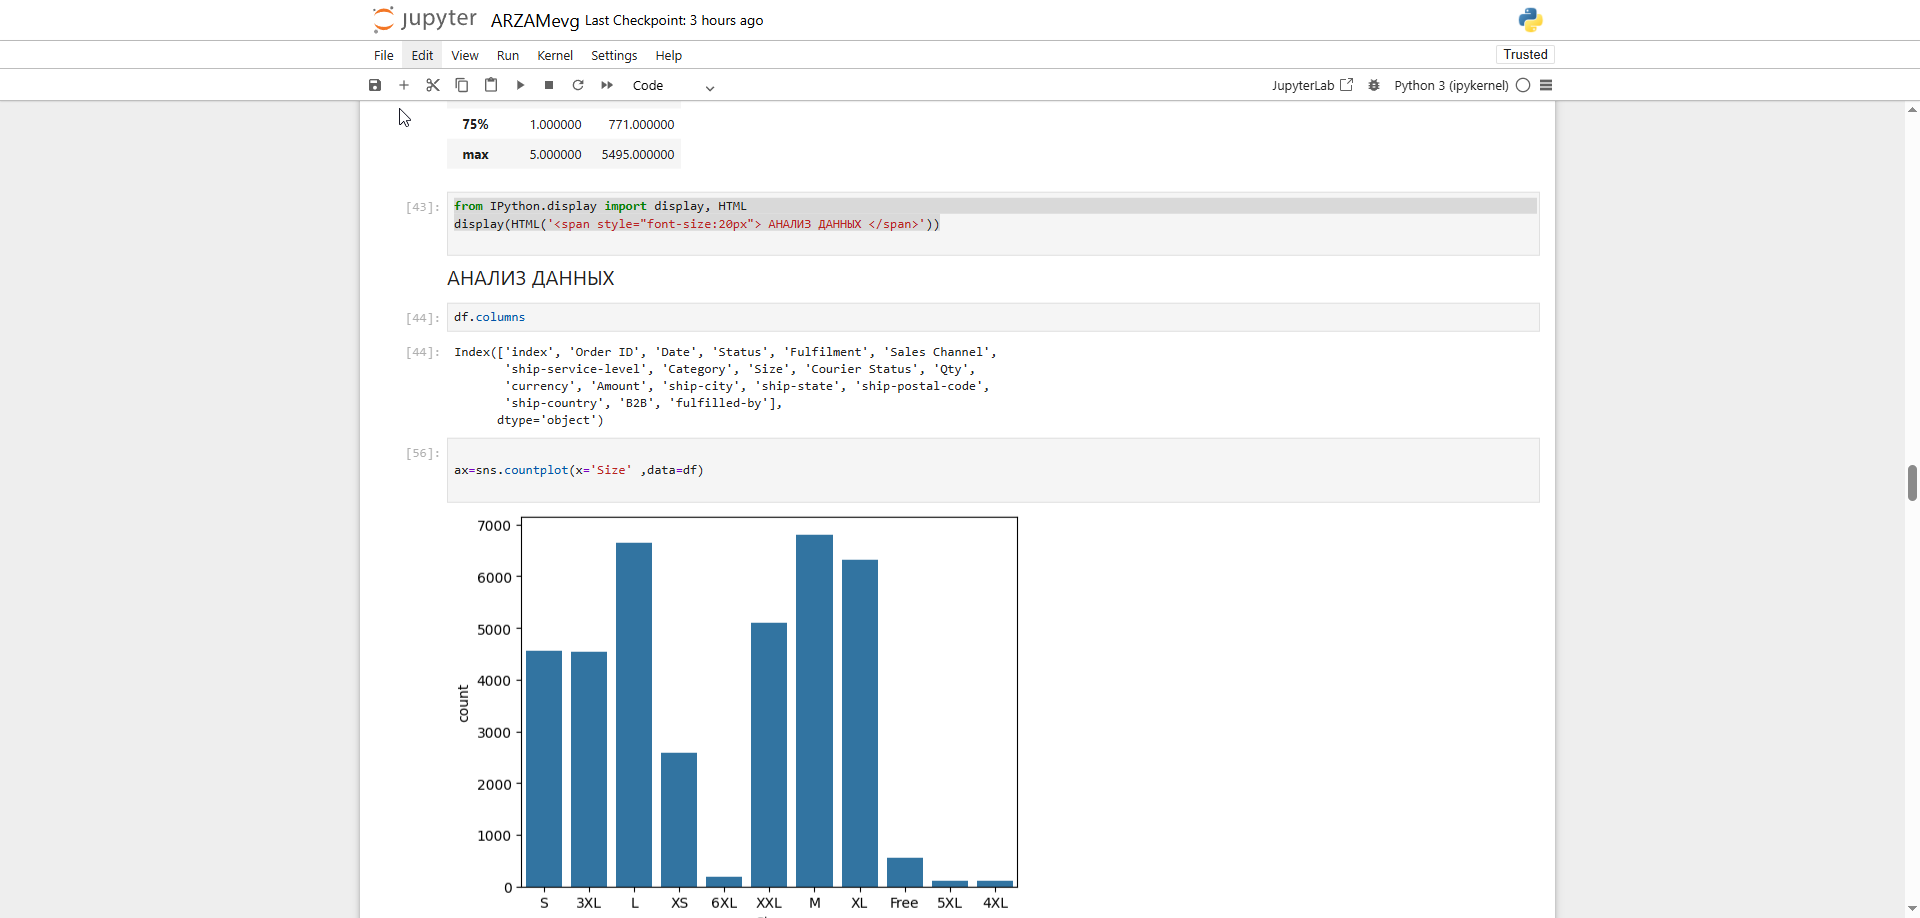 jupyter ARZAMevg Last Checkpoint: 3 hours ago
File Edit View Run Kernel Settings Help
Trusted
Code
JupyterLab
Python 3 (ipykernel)
75% 1.000000 771.000000
max 5.000000 5495.000000
[43]:
from IPython.display import display, HTML
display(HTML('<span style="font-size:20px"> АНАЛИЗ ДАННЫХ </span>'))
АНАЛИЗ ДАННЫХ
[44]:
df.columns
[44]:
Index(['index', 'Order ID', 'Date', 'Status', 'Fulfilment', 'Sales Channel',
'ship-service-level', 'Category', 'Size', 'Courier Status', 'Qty',
'currency', 'Amount', 'ship-city', 'ship-state', 'ship-postal-code',
'ship-country', 'B2B', 'fulfilled-by'],
dtype='object')
[56]:
ax=sns.countplot(x='Size' ,data=df)
7000
6000
5000
4000
3000
2000
1000
0
count
S 3XL L XS 6XL XXL M XL Free 5XL 4XL